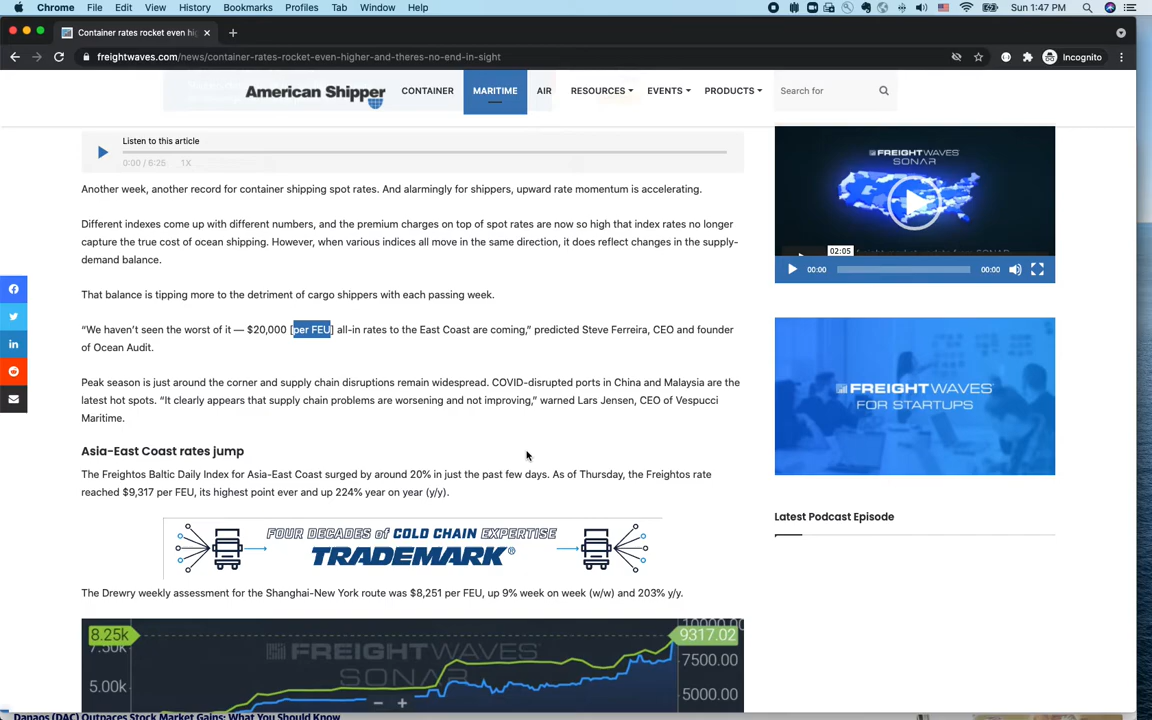 Chrome File Edit View History Bookmarks Profiles Tab Window Help Sun 1:47 PM
Container rates rocket even hi
freightwaves.com/news/container-rates-rocket-even-higher-and-theres-no-end-in-sight
Incognito
American Shipper CONTAINER MARITIME AIR RESOURCES EVENTS PRODUCTS Search for
Listen to this article
0:00 / 6:25 1X
Another week, another record for container shipping spot rates. And alarmingly for shippers, upward rate momentum is accelerating.
Different indexes come up with different numbers, and the premium charges on top of spot rates are now so high that index rates no longer
capture the true cost of ocean shipping. However, when various indices all move in the same direction, it does reflect changes in the supply-
demand balance.
That balance is tipping more to the detriment of cargo shippers with each passing week.
“We haven’t seen the worst of it — $20,000 [per FEU] all-in rates to the East Coast are coming,” predicted Steve Ferreira, CEO and founder
of Ocean Audit.
Peak season is just around the corner and supply chain disruptions remain widespread. COVID-disrupted ports in China and Malaysia are the
latest hot spots. “It clearly appears that supply chain problems are worsening and not improving,” warned Lars Jensen, CEO of Vespucci
Maritime.
Asia-East Coast rates jump
The Freightos Baltic Daily Index for Asia-East Coast surged by around 20% in just the past few days. As of Thursday, the Freightos rate
reached $9,317 per FEU, its highest point ever and up 224% year on year (y/y).
FOUR DECADES of COLD CHAIN EXPERTISE
TRADEMARK®
The Drewry weekly assessment for the Shanghai-New York route was $8,251 per FEU, up 9% week on week (w/w) and 203% y/y.
8.25k
7.50k
5.00k
FREIGHTWAVES
SONAR
10000.00
9317.02
7500.00
5000.00
FREIGHTWAVES
SONAR
02:05
00:00 00:00
FREIGHTWAVES
FOR STARTUPS
Latest Podcast Episode
Danaos (DAC) Outpaces Stock Market Gains: What You Should Know